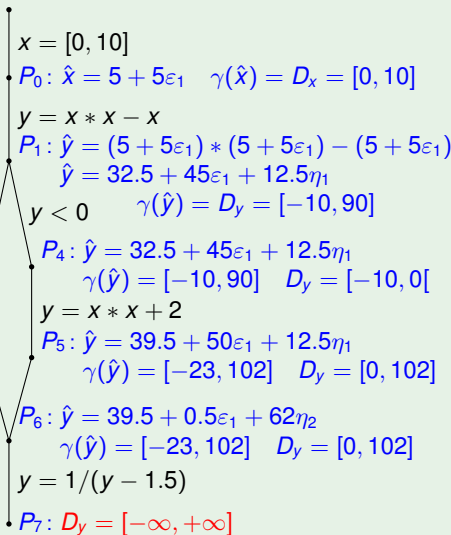 x = [0, 10]
P₀: x̂ = 5 + 5ε₁ γ(x̂) = Dₓ = [0, 10]
y = x ∗ x − x
P₁: ŷ = (5 + 5ε₁) ∗ (5 + 5ε₁) − (5 + 5ε₁)
ŷ = 32.5 + 45ε₁ + 12.5η₁
y < 0 γ(ŷ) = D_y = [−10, 90]
P₄: ŷ = 32.5 + 45ε₁ + 12.5η₁
γ(ŷ) = [−10, 90] D_y = [−10, 0[
y = x ∗ x + 2
P₅: ŷ = 39.5 + 50ε₁ + 12.5η₁
γ(ŷ) = [−23, 102] D_y = [0, 102]
P₆: ŷ = 39.5 + 0.5ε₁ + 62η₂
γ(ŷ) = [−23, 102] D_y = [0, 102]
y = 1/(y − 1.5)
P₇: D_y = [−∞, +∞]